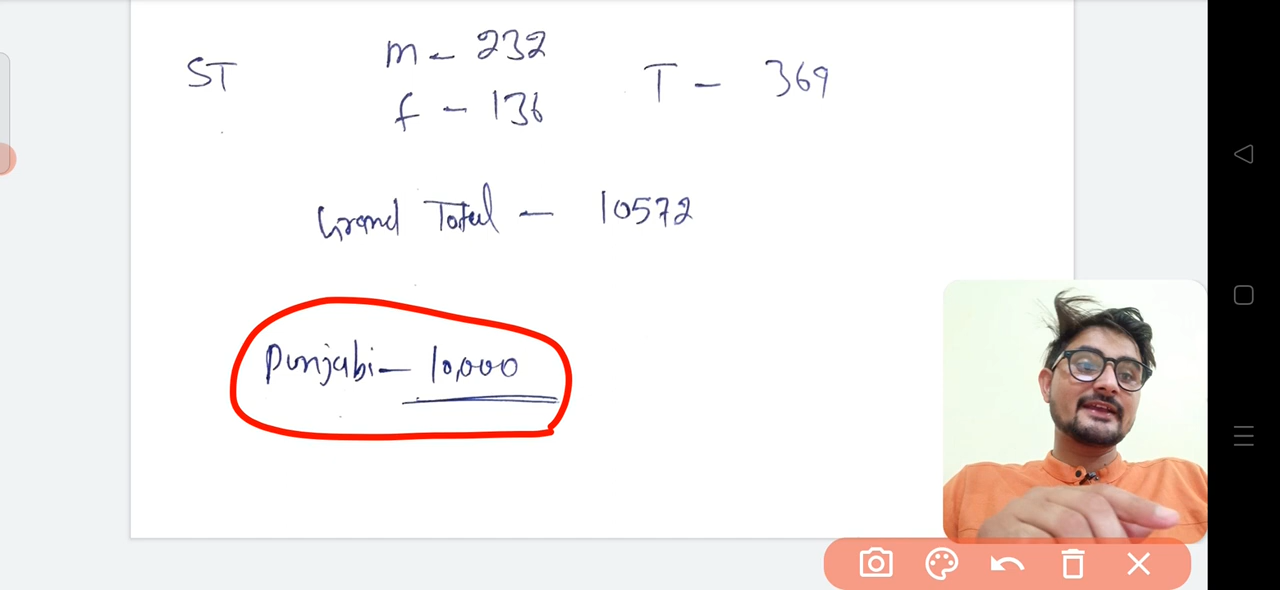 ST m - 232 T - 369
f - 136
Grand Total - 10572
Punjabi - 10,000